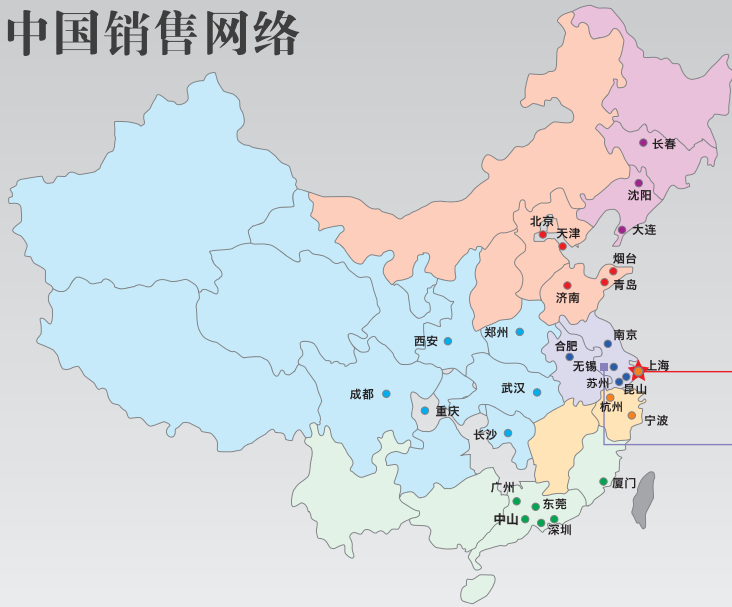 中国销售网络
长春
沈阳
北京
大连
天津
烟台
青岛
济南
郑州
南京
西安
合肥
无锡
上海
苏州
昆山
武汉
成都
杭州
重庆
宁波
长沙
厦门
广州
东莞
中山
深圳